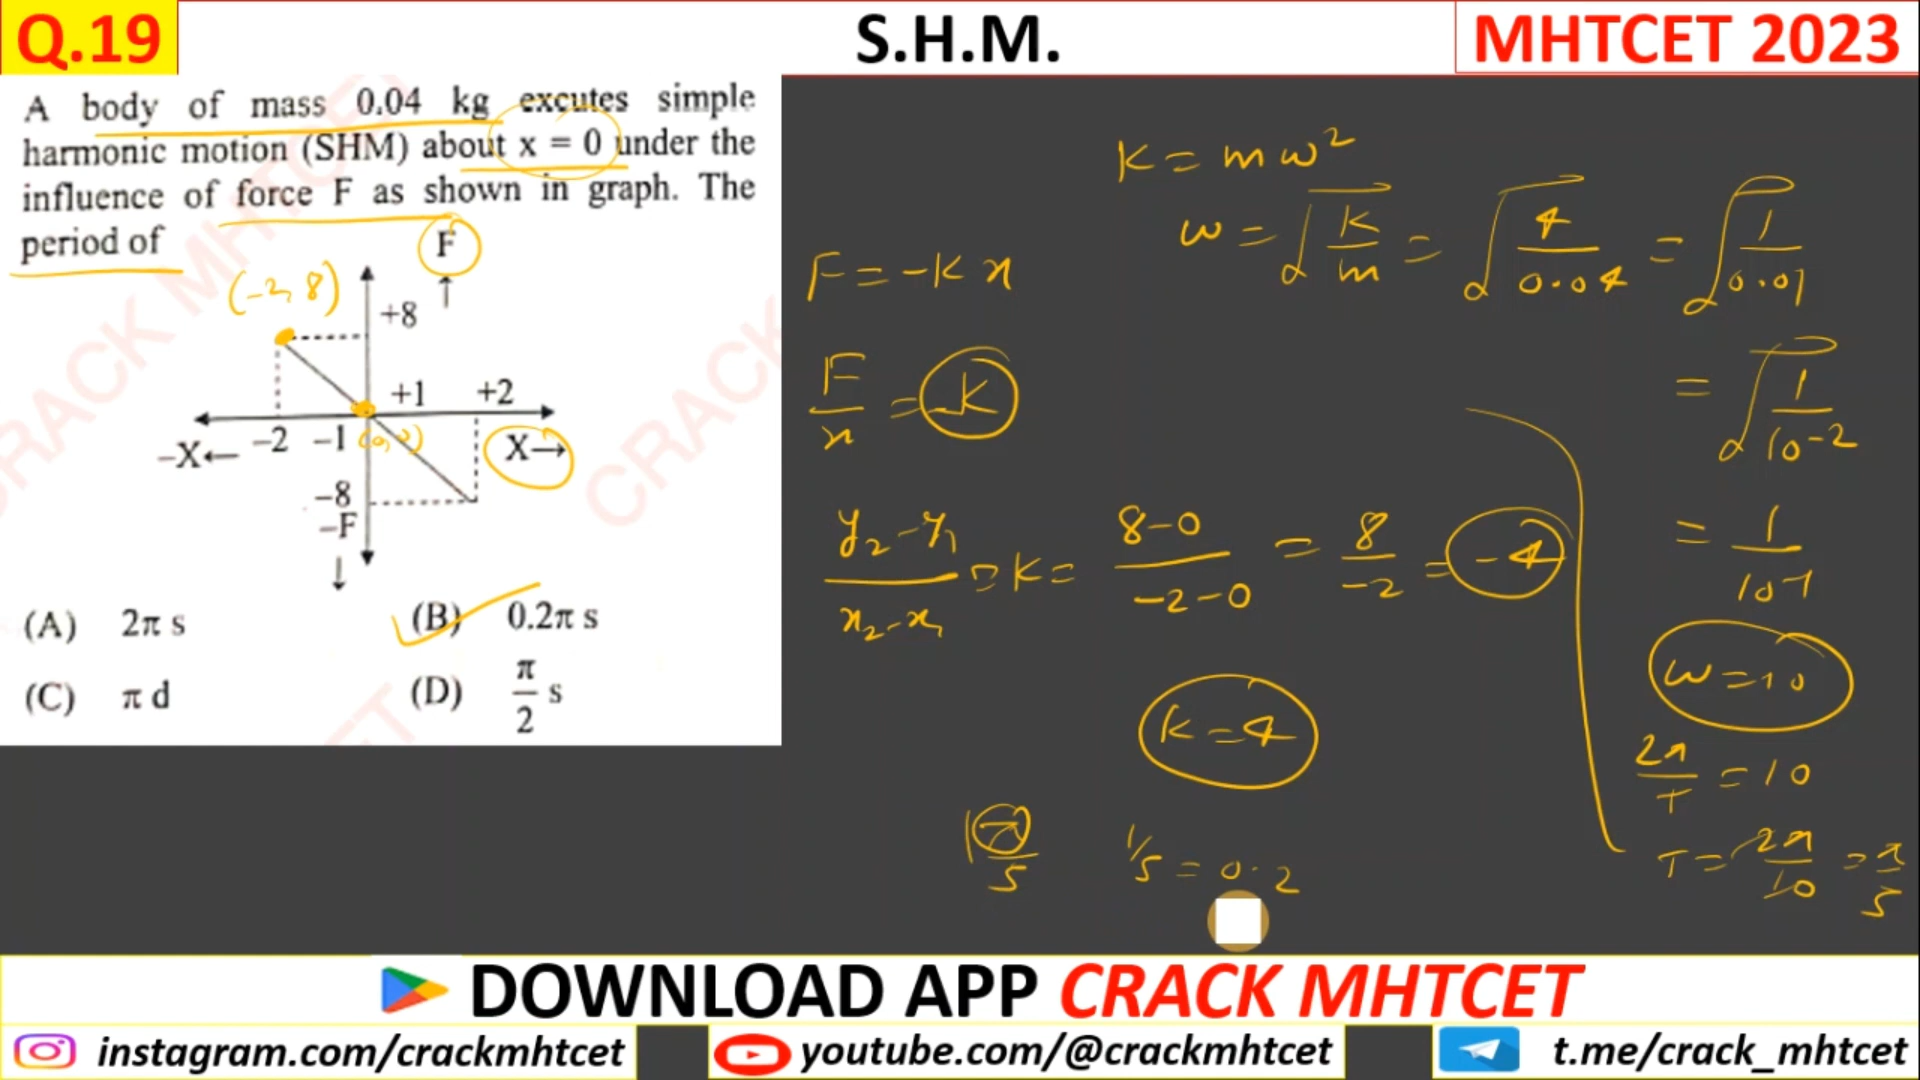 Q.19
S.H.M.
MHTCET 2023
A body of mass 0.04 kg excutes simple
harmonic motion (SHM) about x = 0 under the
influence of force F as shown in graph. The
period of
F
(-2, 8)
↑
+8
+1 +2
-2 -1
-X← X→
-8
-F
↓
(A) 2π s
(B) 0.2π s
(C) π d
(D) π/2 s
F = -K x
F/x = -K
(y₂-y₁)/(x₂-x₁) = K = (8-0)/(-2-0) = 8/-2 = -4
K = 4
K = m ω²
ω = √(K/m) = √(4/0.04) = √(1/0.01)
= √(1/10⁻²)
= 1/10⁻¹
ω = 10
2π/T = 10
T = 2π/10 = π/5
π/5
1/5 = 0.2
DOWNLOAD APP CRACK MHTCET
instagram.com/crackmhtcet
youtube.com/@crackmhtcet
t.me/crack_mhtcet
CRACK MHTCET